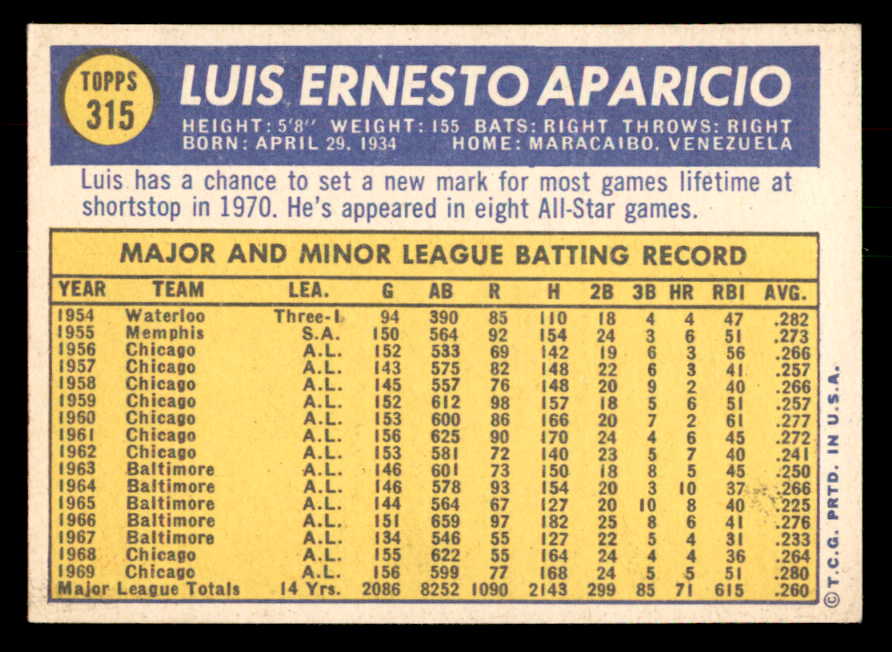 TOPPS
315
LUIS ERNESTO APARICIO
HEIGHT: 5'8" WEIGHT: 155 BATS: RIGHT THROWS: RIGHT
BORN: APRIL 29, 1934 HOME: MARACAIBO, VENEZUELA
Luis has a chance to set a new mark for most games lifetime at
shortstop in 1970. He's appeared in eight All-Star games.
MAJOR AND MINOR LEAGUE BATTING RECORD
YEAR TEAM LEA. G AB R H 2B 3B HR RBI AVG.
1954 Waterloo Three-I 94 390 85 110 18 4 4 47 .282
1955 Memphis S.A. 150 564 92 154 24 3 6 51 .273
1956 Chicago A.L. 152 533 69 142 19 6 3 56 .266
1957 Chicago A.L. 143 575 82 148 22 6 3 41 .257
1958 Chicago A.L. 145 557 76 148 20 9 2 40 .266
1959 Chicago A.L. 152 612 98 157 18 5 6 51 .257
1960 Chicago A.L. 153 600 86 166 20 7 2 61 .277
1961 Chicago A.L. 156 625 90 170 24 4 6 45 .272
1962 Chicago A.L. 153 581 72 140 23 5 7 40 .241
1963 Baltimore A.L. 146 601 73 150 18 8 5 45 .250
1964 Baltimore A.L. 146 578 93 154 20 3 10 37 .266
1965 Baltimore A.L. 144 564 67 127 20 10 8 40 .225
1966 Baltimore A.L. 151 659 97 182 25 8 6 41 .276
1967 Baltimore A.L. 134 546 55 127 22 5 4 31 .233
1968 Chicago A.L. 155 622 55 164 24 4 4 36 .264
1969 Chicago A.L. 156 599 77 168 24 5 5 51 .280
Major League Totals 14 Yrs. 2086 8252 1090 2143 299 85 71 615 .260
© T.C.G. PRTD. IN U.S.A.